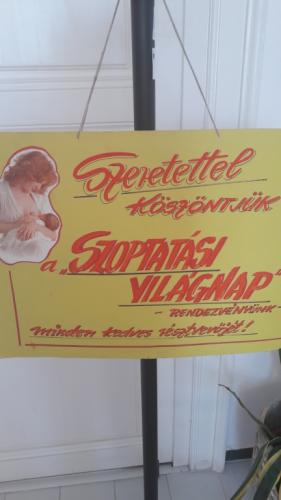 Szeretettel
KÖSZÖNTJÜK
a „SZOPTATÁSI
VILÁGNAP"
- RENDEZVÉNYÜNK -
minden kedves résztvevőjét!